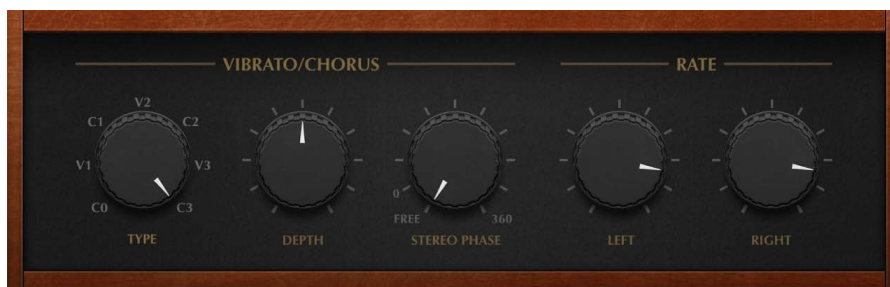 VIBRATO/CHORUS
RATE
V2
C1
C2
V1
V3
C0
C3
0
FREE
360
TYPE
DEPTH
STEREO PHASE
LEFT
RIGHT